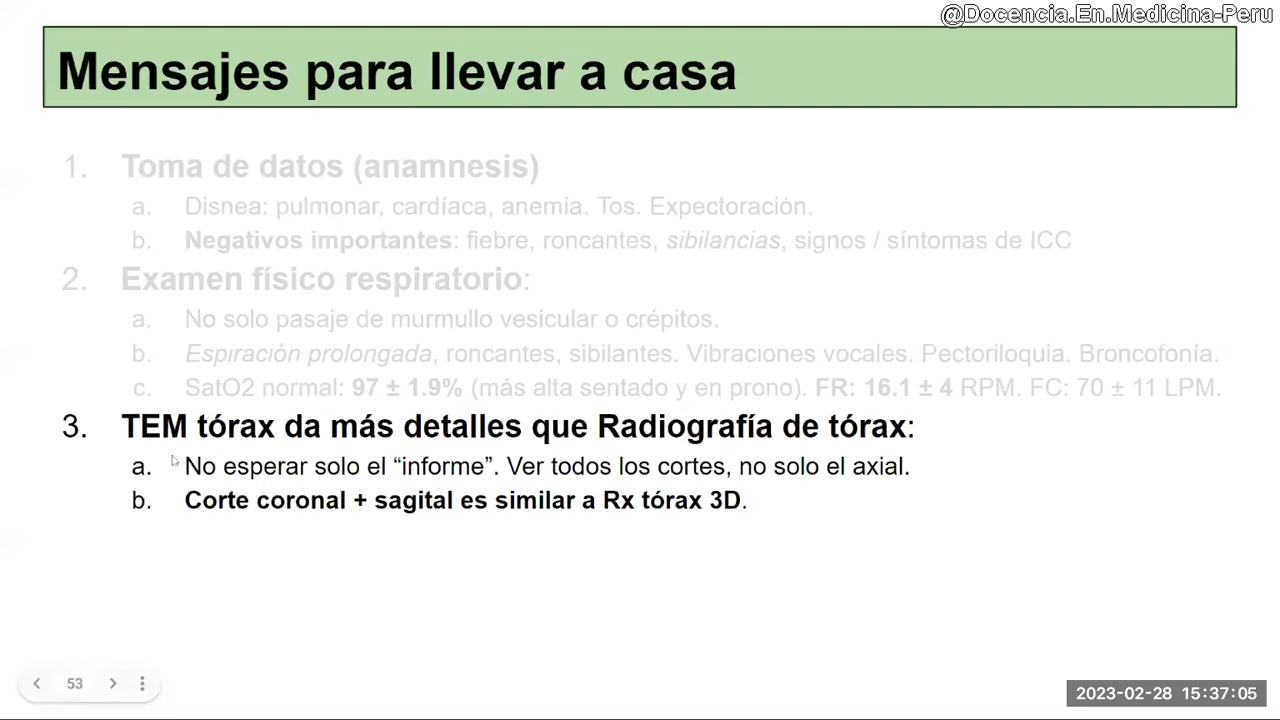 @Docencia.En.Medicina-Peru
Mensajes para llevar a casa
1. Toma de datos (anamnesis)
a. Disnea: pulmonar, cardíaca, anemia. Tos. Expectoración.
b. Negativos importantes: fiebre, roncantes, sibilancias, signos / síntomas de ICC
2. Examen físico respiratorio:
a. No solo pasaje de murmullo vesicular o crépitos.
b. Espiración prolongada, roncantes, sibilantes. Vibraciones vocales. Pectoriloquia. Broncofonía.
c. SatO2 normal: 97 ± 1.9% (más alta sentado y en prono). FR: 16.1 ± 4 RPM. FC: 70 ± 11 LPM.
3. TEM tórax da más detalles que Radiografía de tórax:
a. No esperar solo el “informe”. Ver todos los cortes, no solo el axial.
b. Corte coronal + sagital es similar a Rx tórax 3D.
53
2023-02-28 15:37:05